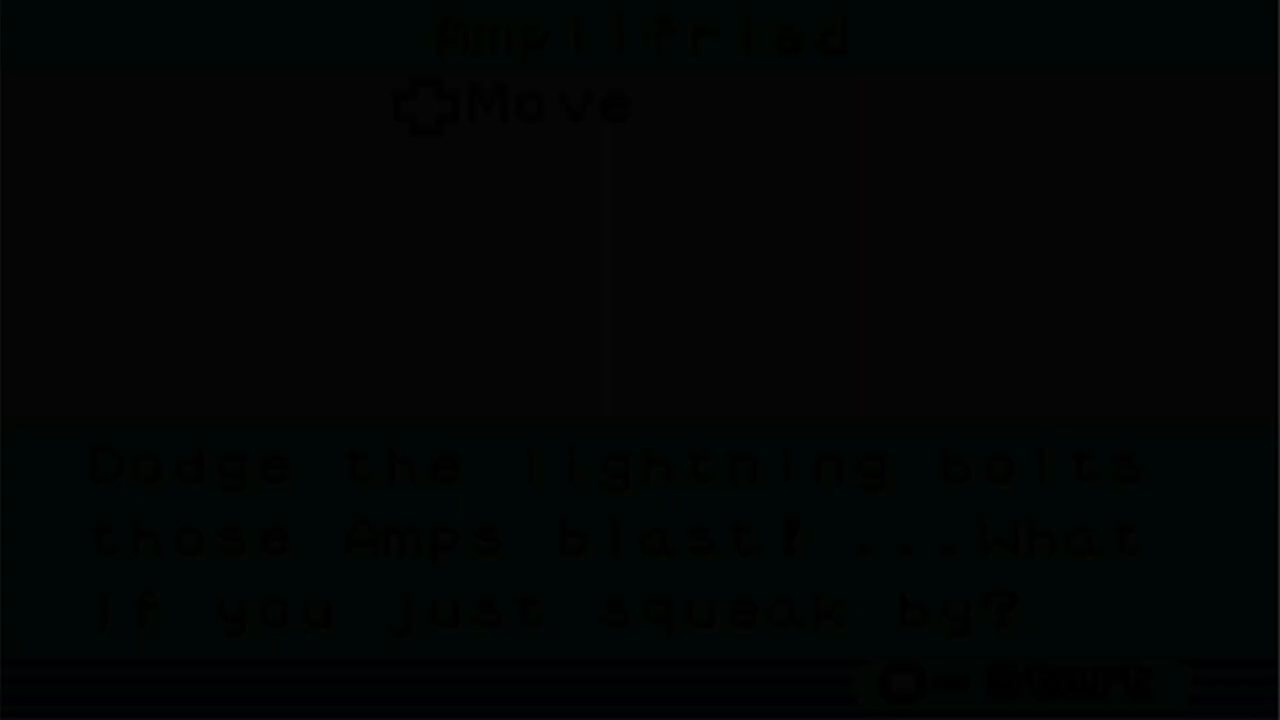 Amplifried
Move
Dodge the lightning bolts
those Amps blast! ...What
if you just squeak by?